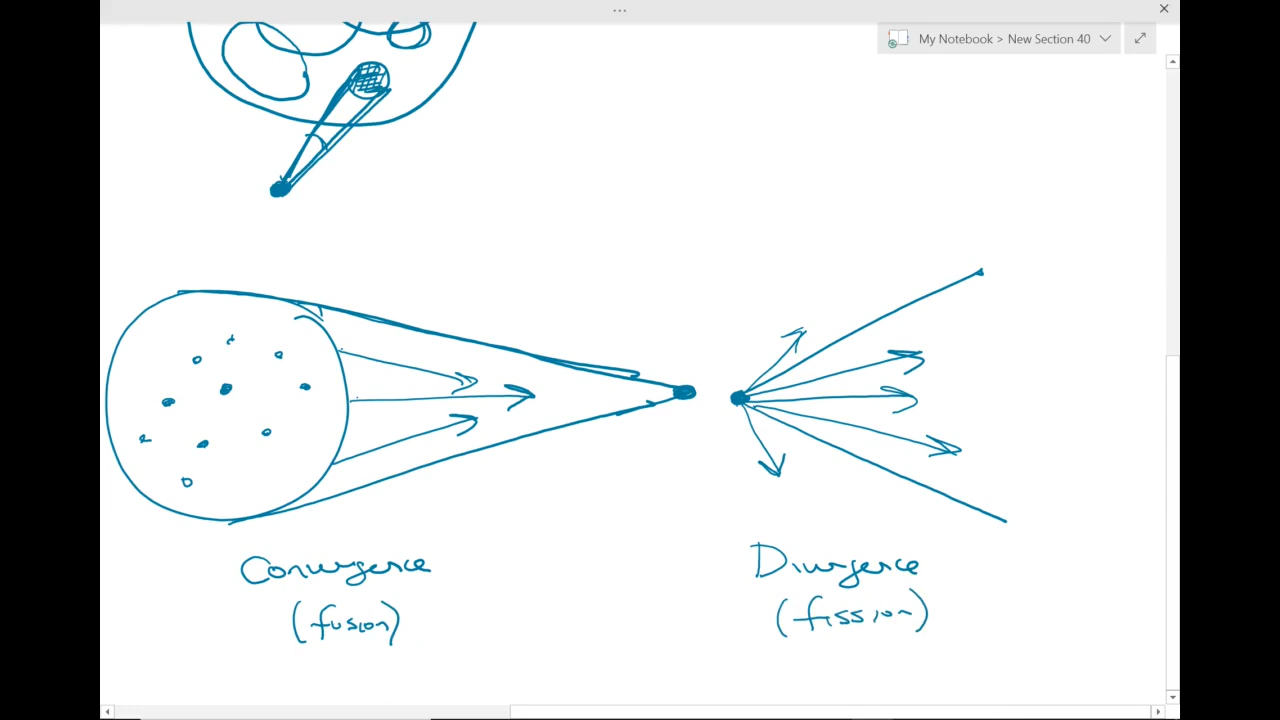 My Notebook > New Section 40
Convergence
(fusion)
Divergence
(fission)